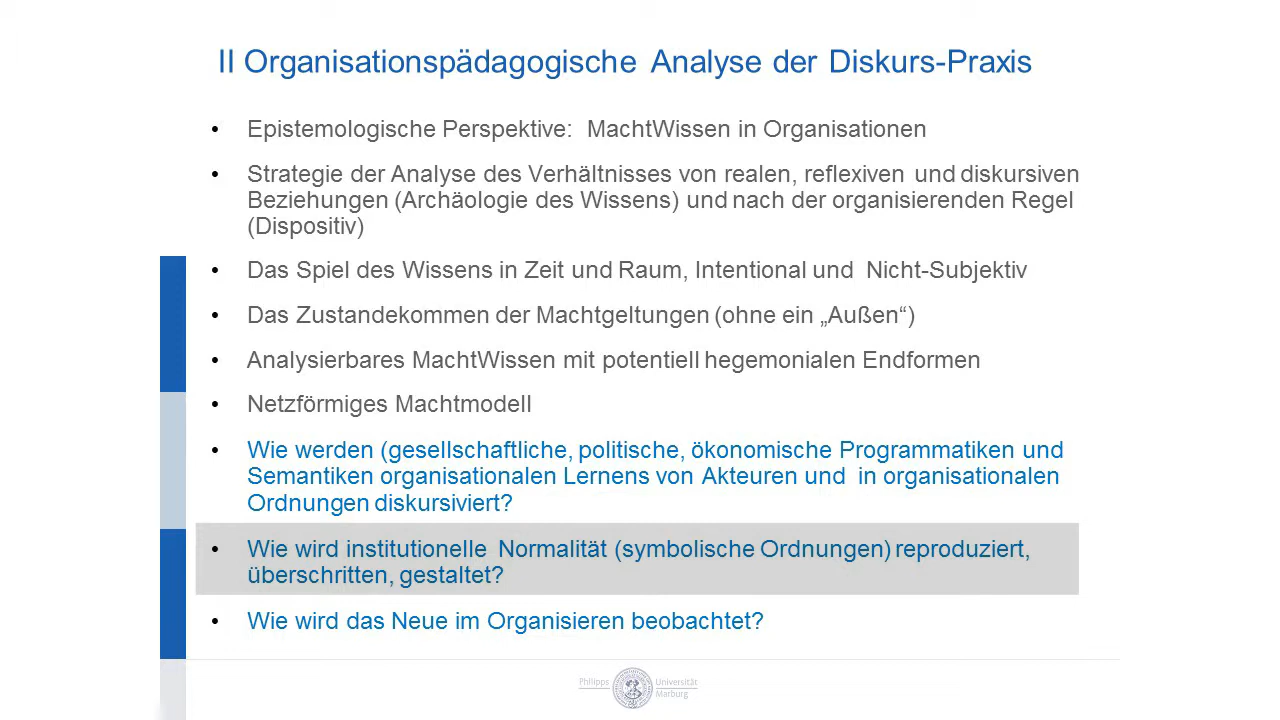 II Organisationspädagogische Analyse der Diskurs-Praxis
• Epistemologische Perspektive: MachtWissen in Organisationen
• Strategie der Analyse des Verhältnisses von realen, reflexiven und diskursiven
Beziehungen (Archäologie des Wissens) und nach der organisierenden Regel
(Dispositiv)
• Das Spiel des Wissens in Zeit und Raum, Intentional und Nicht-Subjektiv
• Das Zustandekommen der Machtgeltungen (ohne ein „Außen“)
• Analysierbares MachtWissen mit potentiell hegemonialen Endformen
• Netzförmiges Machtmodell
• Wie werden (gesellschaftliche, politische, ökonomische Programmatiken und
Semantiken organisationalen Lernens von Akteuren und in organisationalen
Ordnungen diskursiviert?
• Wie wird institutionelle Normalität (symbolische Ordnungen) reproduziert,
überschritten, gestaltet?
• Wie wird das Neue im Organisieren beobachtet?
Philipps Universität
Marburg